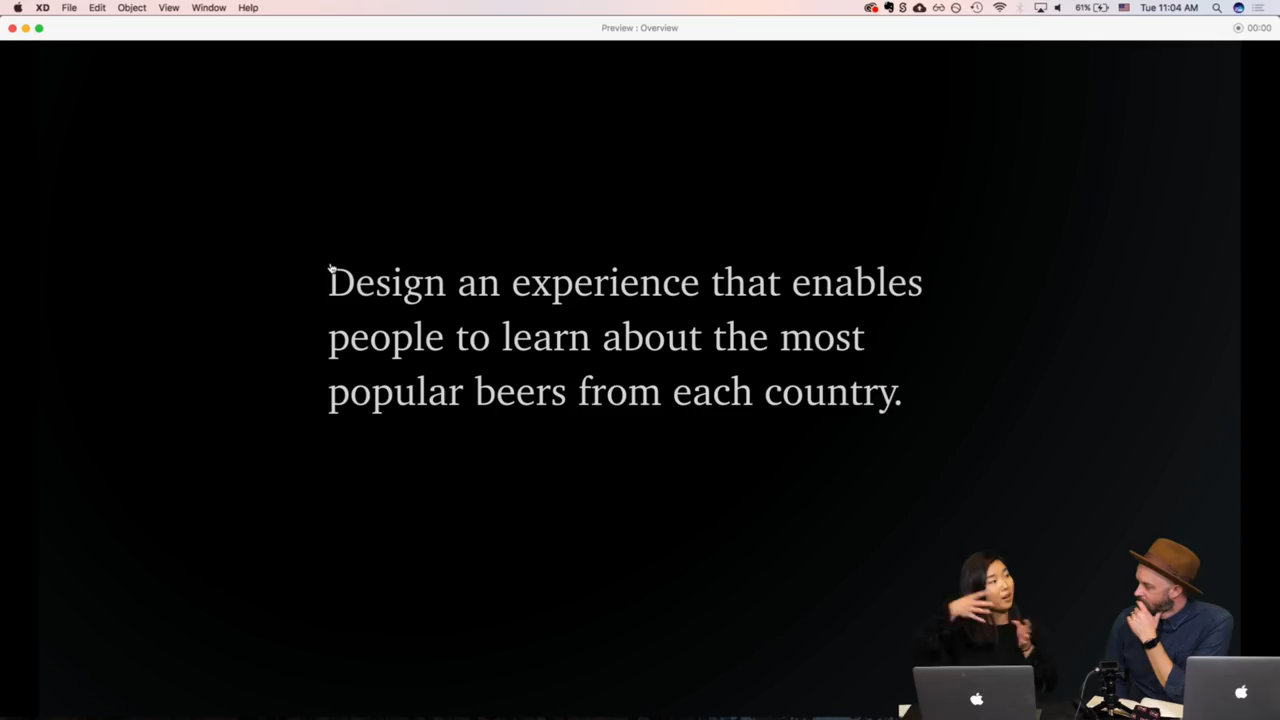 XD File Edit Object View Window Help 61% Tue 11:04 AM
Preview : Overview 00:00
Design an experience that enables
people to learn about the most
popular beers from each country.